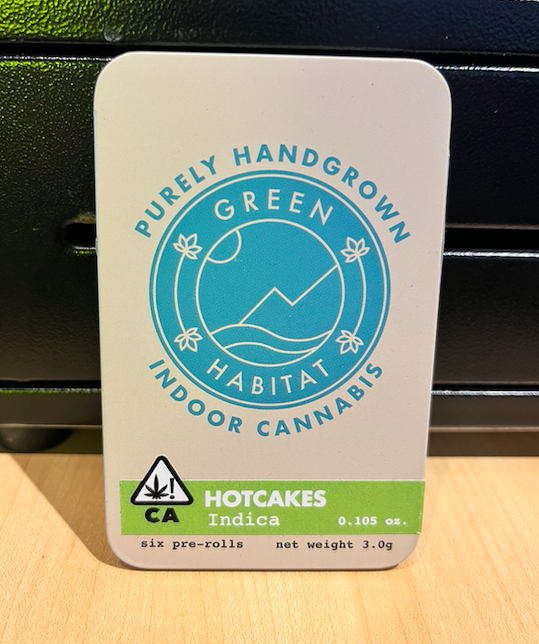 PURELY HANDGROWN
GREEN
HABITAT
INDOOR CANNABIS
!
CA
HOTCAKES
Indica
0.105 oz.
six pre-rolls
net weight 3.0g